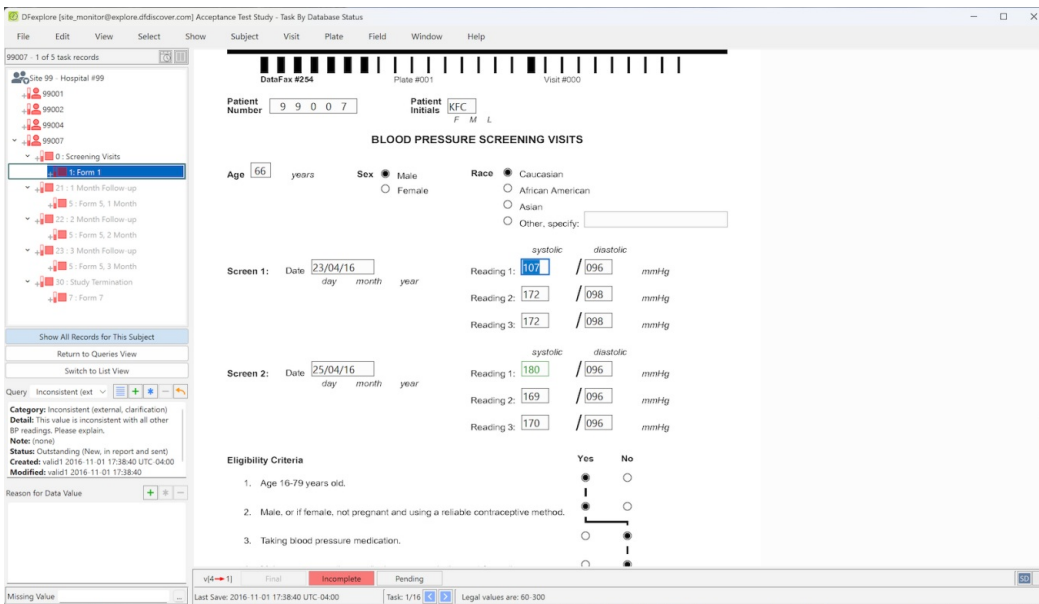 DFexplore [site_monitor@explore.dfdiscover.com] Acceptance Test Study - Task By Database Status
File Edit View Select Show Subject Visit Plate Field Window Help
99007 - 1 of 5 task records
Site 99 - Hospital #99
99001
99002
99004
99007
0 : Screening Visits
1: Form 1
21 : 1 Month Follow-up
5 : Form 5, 1 Month
22 : 2 Month Follow-up
5 : Form 5, 2 Month
23 : 3 Month Follow-up
5 : Form 5, 3 Month
30 : Study Termination
7 : Form 7
Show All Records for This Subject
Return to Queries View
Switch to List View
Query Inconsistent (ext
Category: Inconsistent (external, clarification)
Detail: This value is inconsistent with all other
BP readings. Please explain.
Note: (none)
Status: Outstanding (New, in report and sent)
Created: valid1 2016-11-01 17:38:40 UTC-04:00
Modified: valid1 2016-11-01 17:38:40
Reason for Data Value
Missing Value ...
DataFax #254 Plate #001 Visit #000
Patient Number 9 9 0 0 7 Patient Initials KFC
F M L
BLOOD PRESSURE SCREENING VISITS
Age 66 years Sex Male Race Caucasian
Female African American
Asian
Other, specify:
systolic diastolic
Screen 1: Date 23/04/16 Reading 1: 107 / 096 mmHg
day month year
Reading 2: 172 / 098 mmHg
Reading 3: 172 / 098 mmHg
systolic diastolic
Screen 2: Date 25/04/16 Reading 1: 180 / 096 mmHg
day month year
Reading 2: 169 / 096 mmHg
Reading 3: 170 / 096 mmHg
Eligibility Criteria Yes No
1. Age 16-79 years old.
2. Male, or if female, not pregnant and using a reliable contraceptive method.
3. Taking blood pressure medication.
v(4→1) Final Incomplete Pending SD
Last Save: 2016-11-01 17:38:40 UTC-04:00 Task: 1/16 Legal values are: 60-300